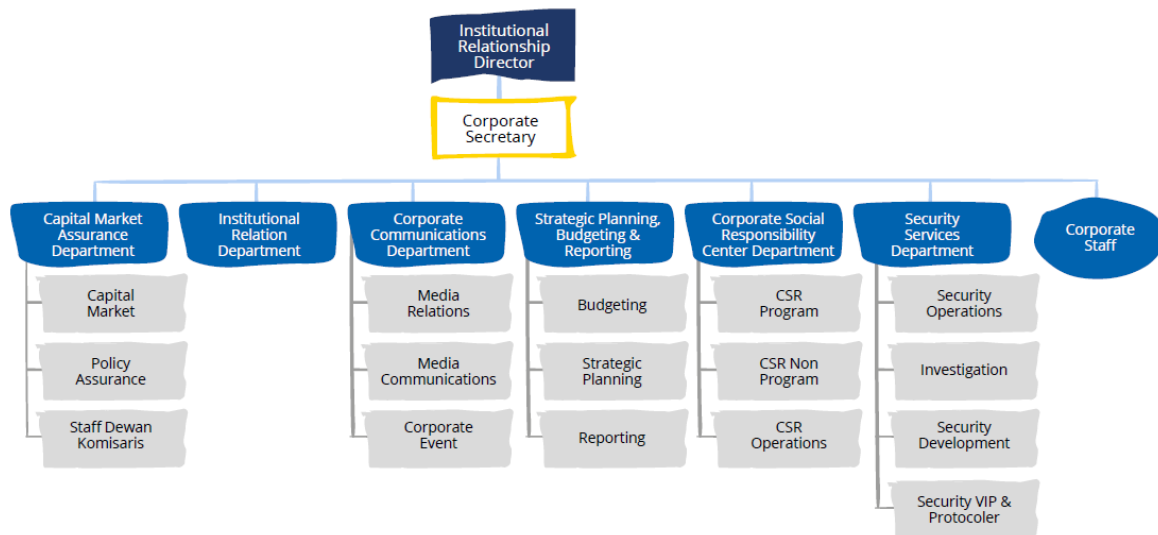 Institutional
Relationship
Director
Corporate
Secretary
Capital Market
Assurance
Department
Institutional
Relation
Department
Corporate
Communications
Department
Strategic Planning,
Budgeting &
Reporting
Corporate Social
Responsibility
Center Department
Security
Services
Department
Corporate
Staff
Capital
Market
Policy
Assurance
Staff Dewan
Komisaris
Media
Relations
Media
Communications
Corporate
Event
Budgeting
Strategic
Planning
Reporting
CSR
Program
CSR Non
Program
CSR
Operations
Security
Operations
Investigation
Security
Development
Security VIP &
Protocoler